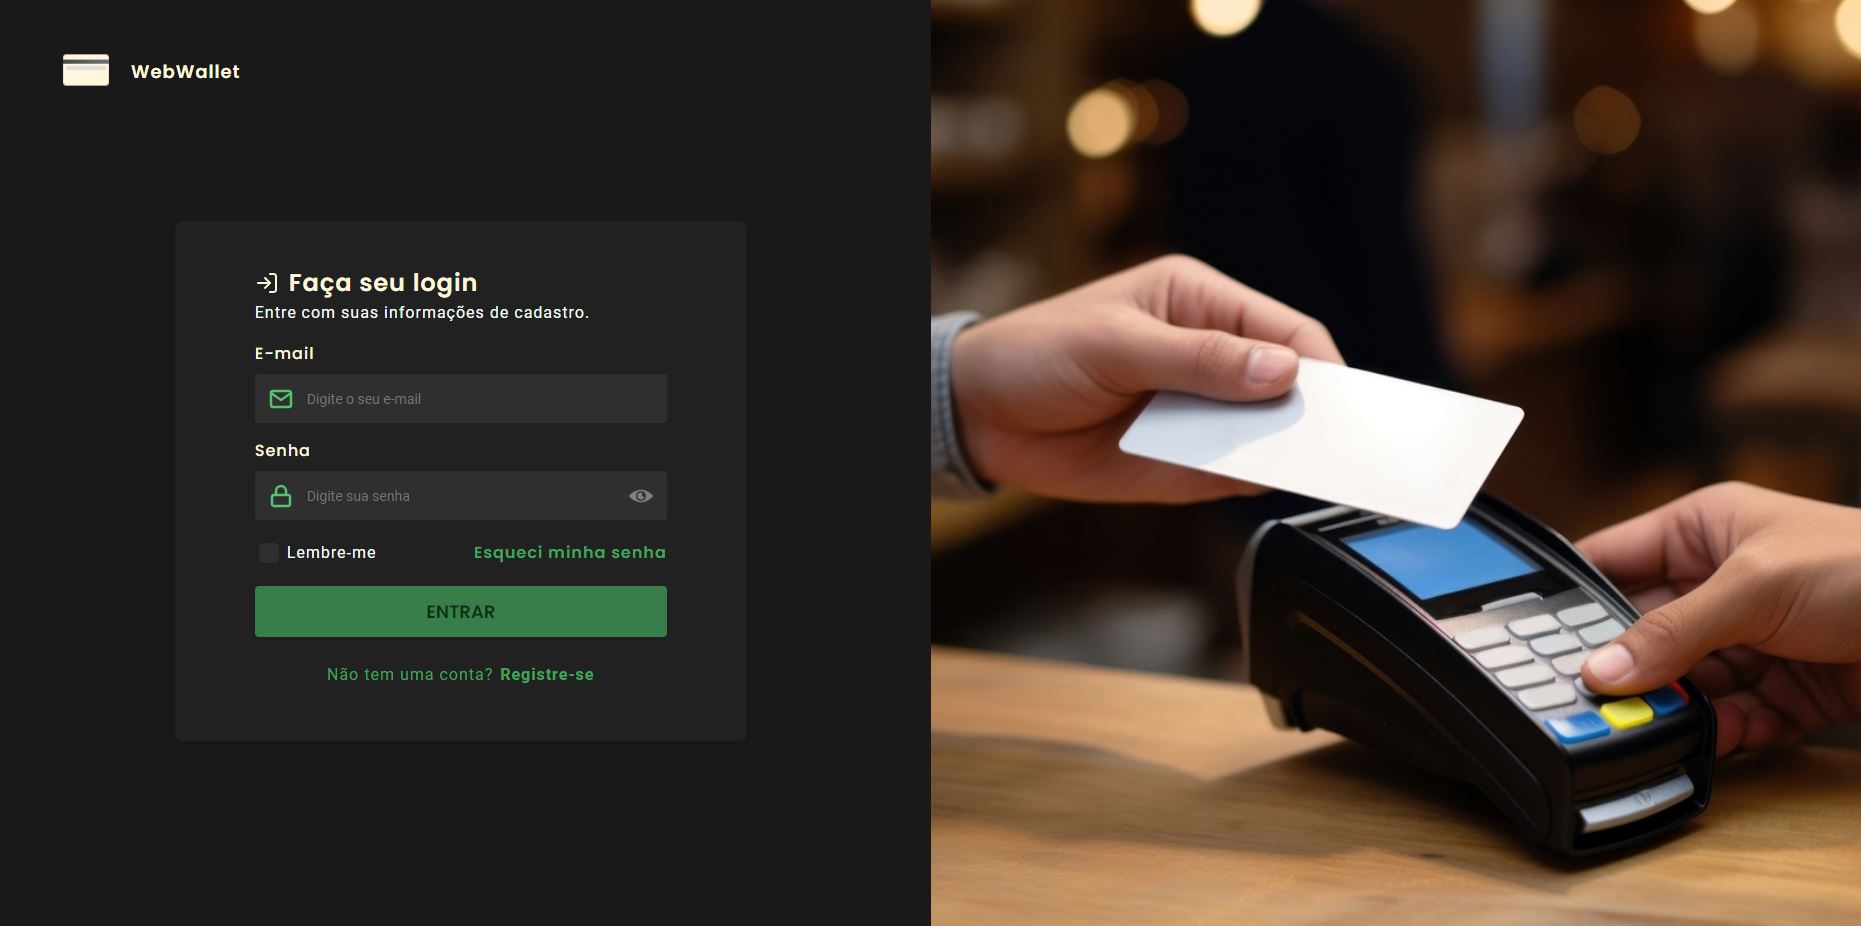 WebWallet
Faça seu login
Entre com suas informações de cadastro.
E-mail
Digite o seu e-mail
Senha
Digite sua senha
Lembre-me
Esqueci minha senha
ENTRAR
Não tem uma conta? Registre-se